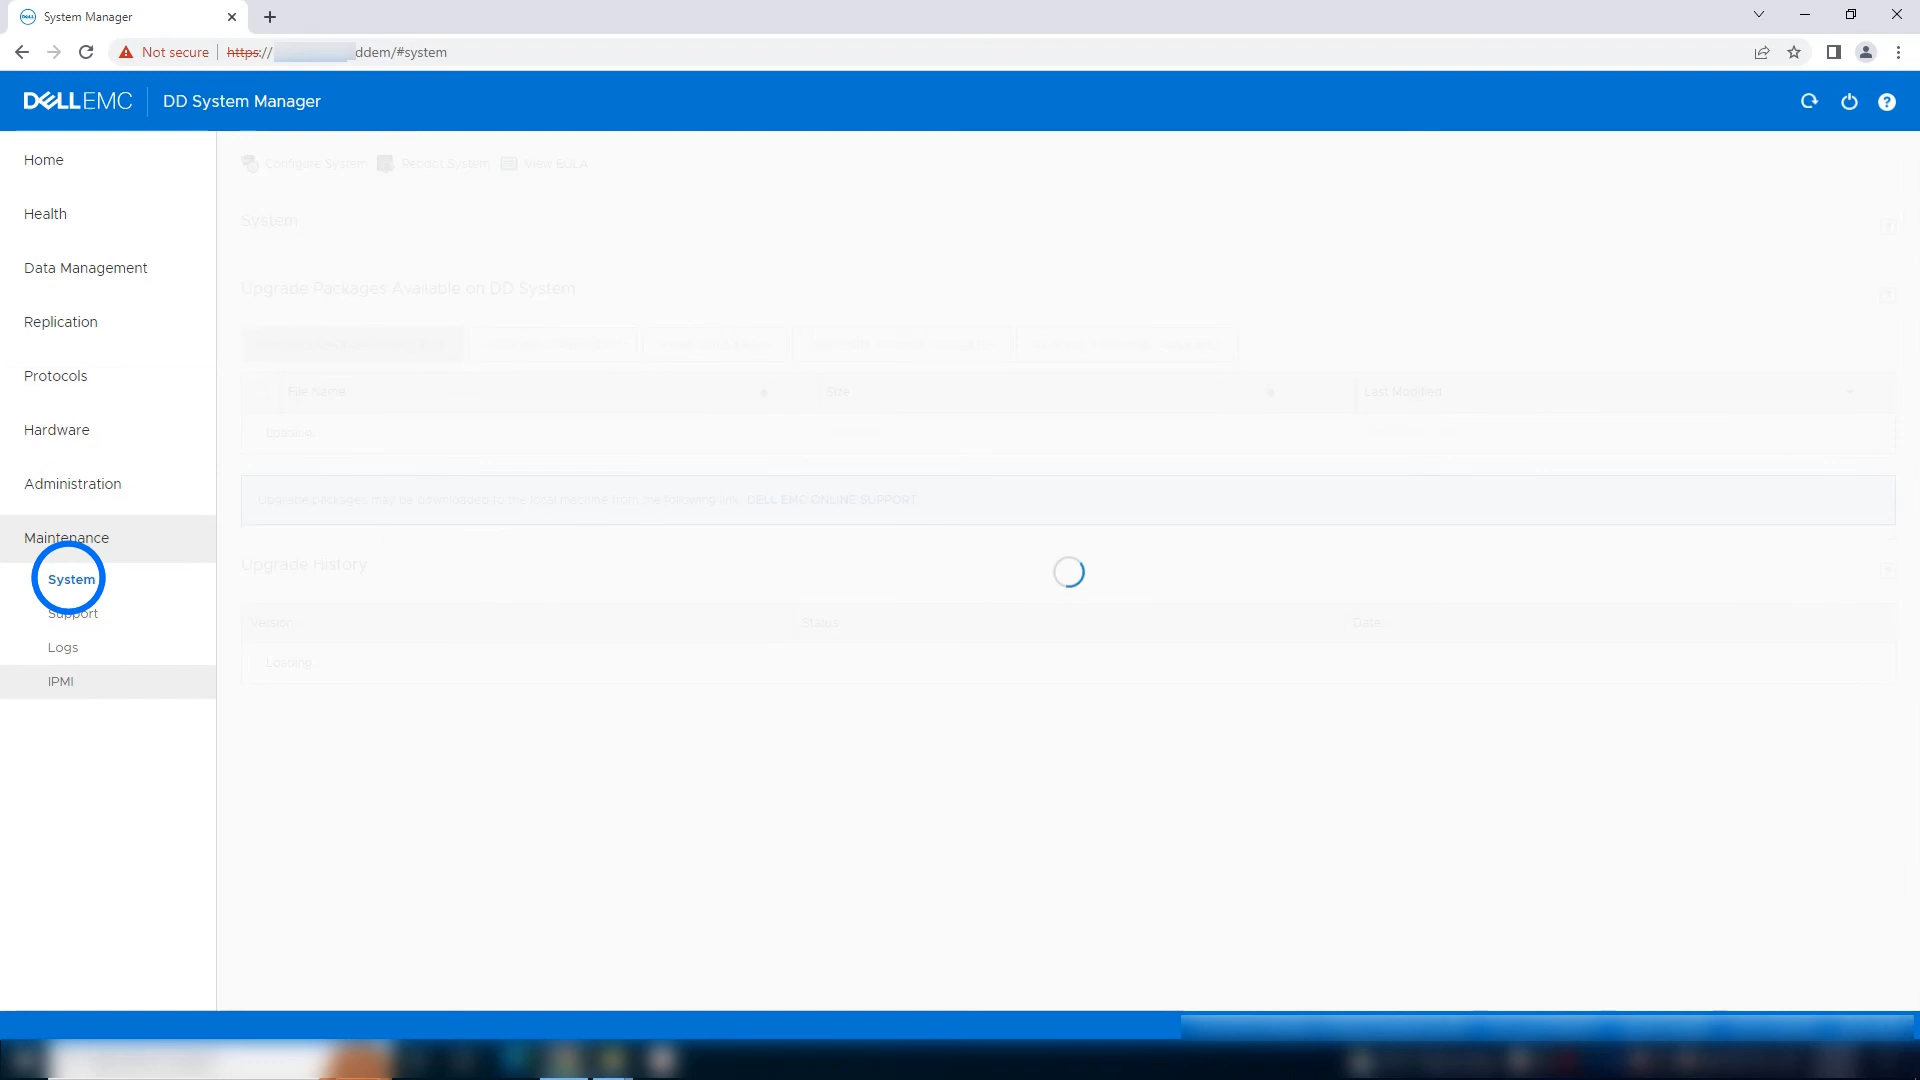 System Manager
Not secure https:// ddem/#system
DELLEMC DD System Manager
Home
Health
Data Management
Replication
Protocols
Hardware
Administration
Maintenance
System
Support
Logs
IPMI
Configure System Reboot System View EULA
System
Upgrade Packages Available on DD System
File Name Size Last Modified
Loading...
Upgrade packages may be downloaded to the local machine from the following link: DELL EMC ONLINE SUPPORT
Upgrade History
Version Status Date
Loading...